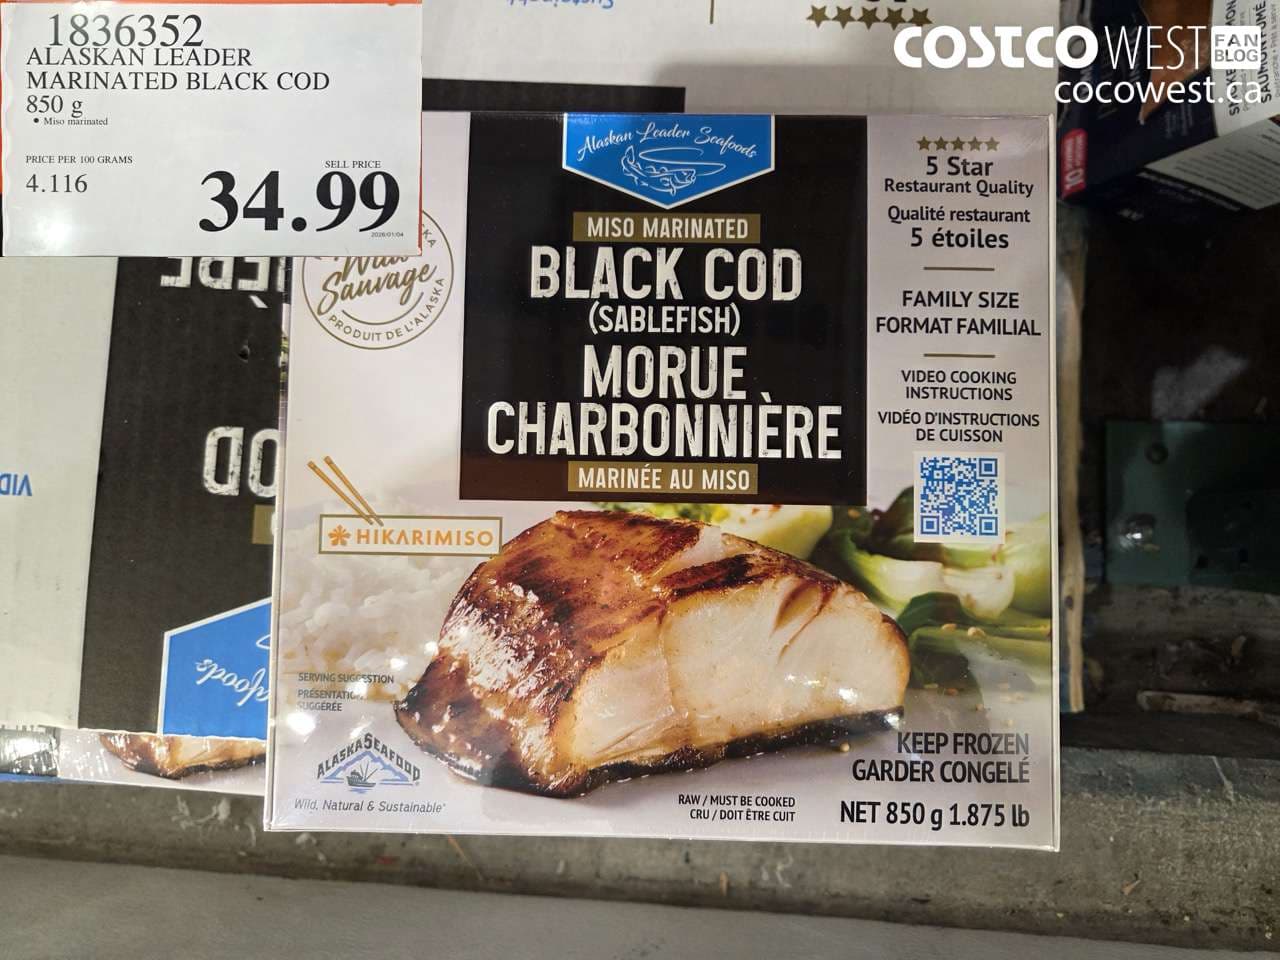 1836352
ALASKAN LEADER
MARINATED BLACK COD
850 g
• Miso marinated
PRICE PER 100 GRAMS
4.116
SELL PRICE
34.99
2026/01/04
COSTCO WEST FAN BLOG
cocowest.ca
Alaskan Leader Seafoods
MISO MARINATED
BLACK COD
(SABLEFISH)
MORUE
CHARBONNIÈRE
MARINÉE AU MISO
Sauvage
PRODUIT DE L'ALASKA
HIKARIMISO
5 Star
Restaurant Quality
Qualité restaurant
5 étoiles
FAMILY SIZE
FORMAT FAMILIAL
VIDEO COOKING
INSTRUCTIONS
VIDÉO D'INSTRUCTIONS
DE CUISSON
SERVING SUGGESTION
PRÉSENTATION
SUGGÉRÉE
ALASKA SEAFOOD
Wild, Natural & Sustainable®
RAW / MUST BE COOKED
CRU / DOIT ÊTRE CUIT
KEEP FROZEN
GARDER CONGELÉ
NET 850 g 1.875 lb